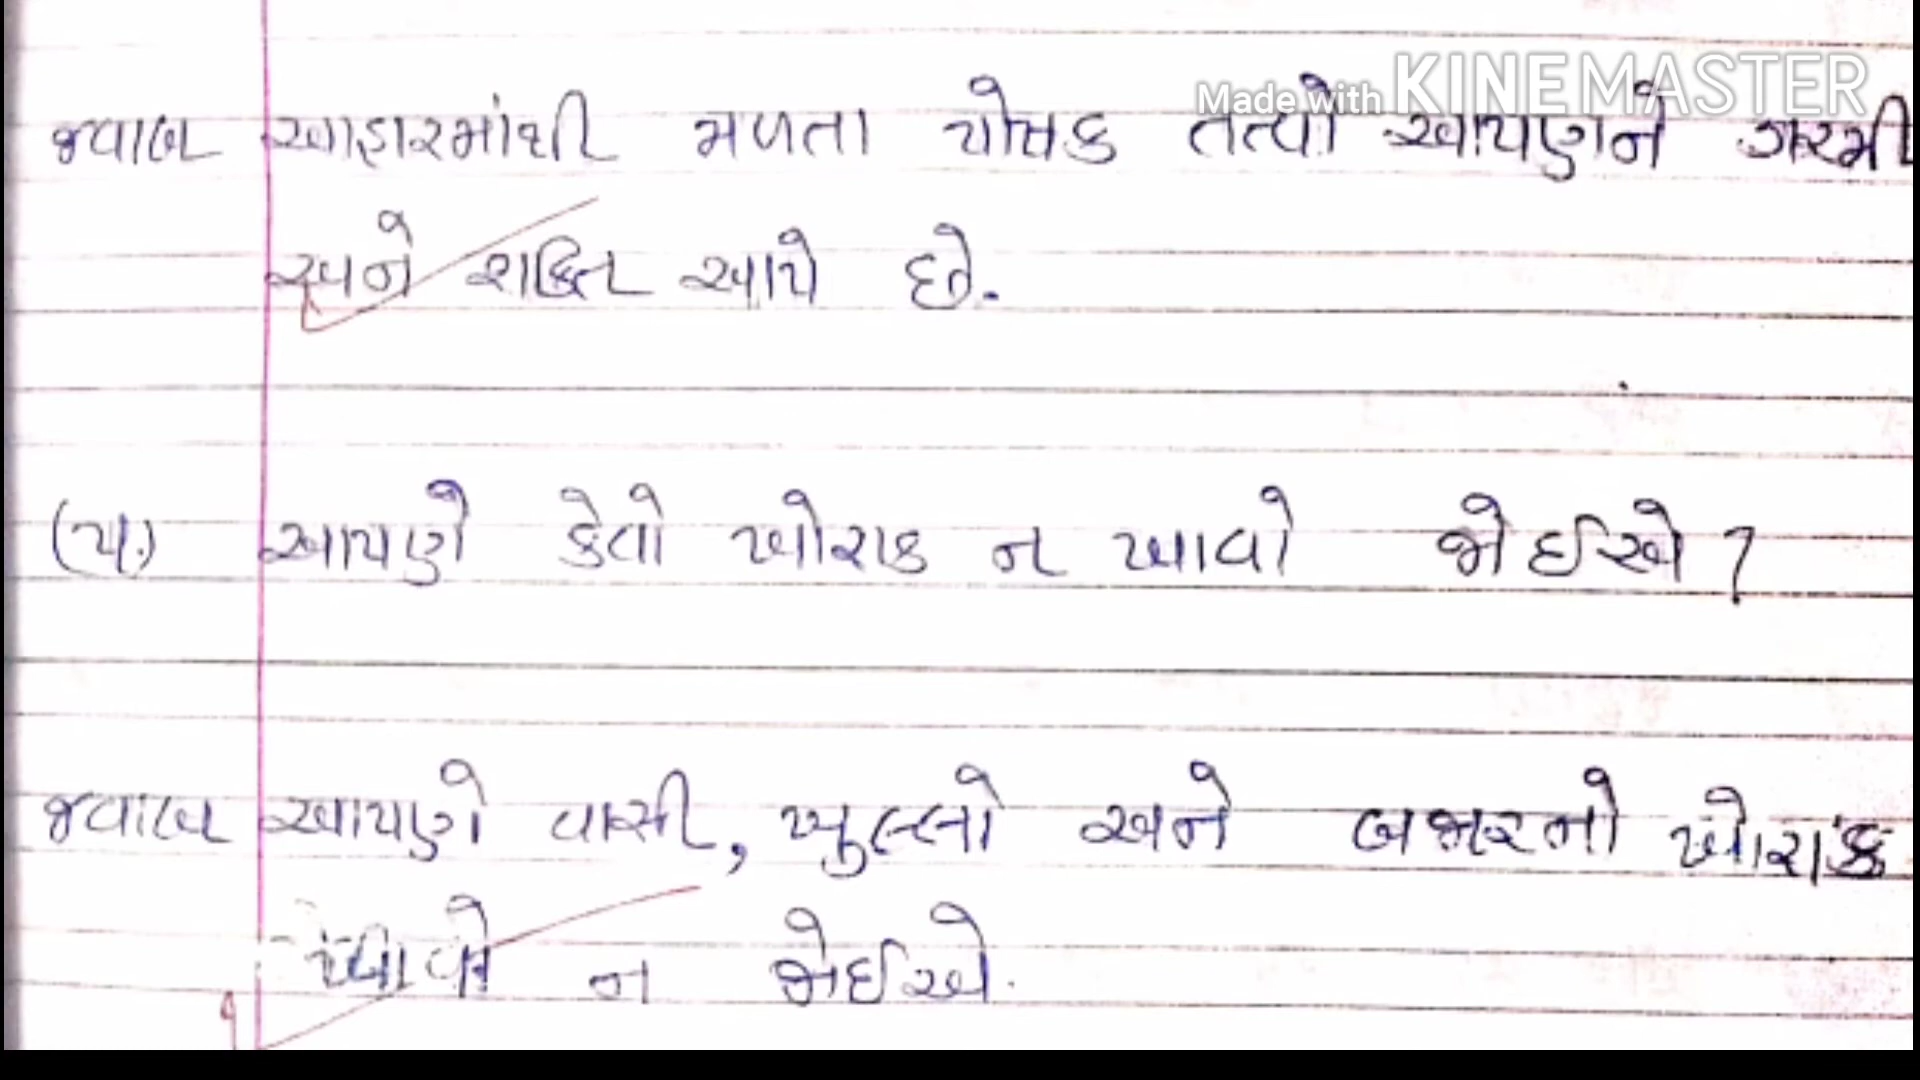 Made with KINEMASTER
જવાબ આહારમાંથી મળતા પોષક તત્વો આપણને ગરમી
અને શક્તિ આપે છે.
(૫.) આપણે કેવો ખોરાક ન ખાવો જોઈએ?
જવાબ આપણે વાસી, ખુલ્લો અને બજારનો ખોરાક
ખાવો ન જોઈએ.